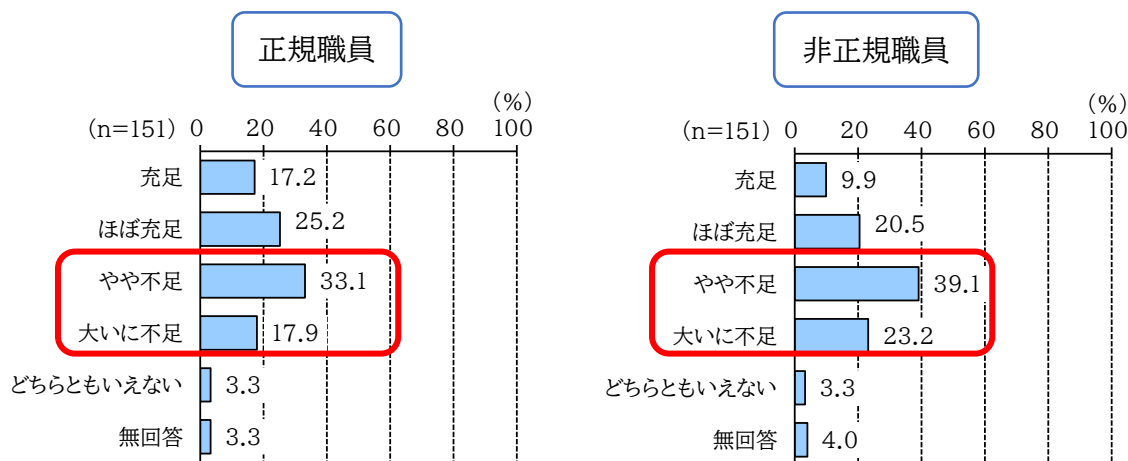 正規職員
(%)
(n=151) 0 20 40 60 80 100
充足 17.2
ほぼ充足 25.2
やや不足 33.1
大いに不足 17.9
どちらともいえない 3.3
無回答 3.3
非正規職員
(%)
(n=151) 0 20 40 60 80 100
充足 9.9
ほぼ充足 20.5
やや不足 39.1
大いに不足 23.2
どちらともいえない 3.3
無回答 4.0